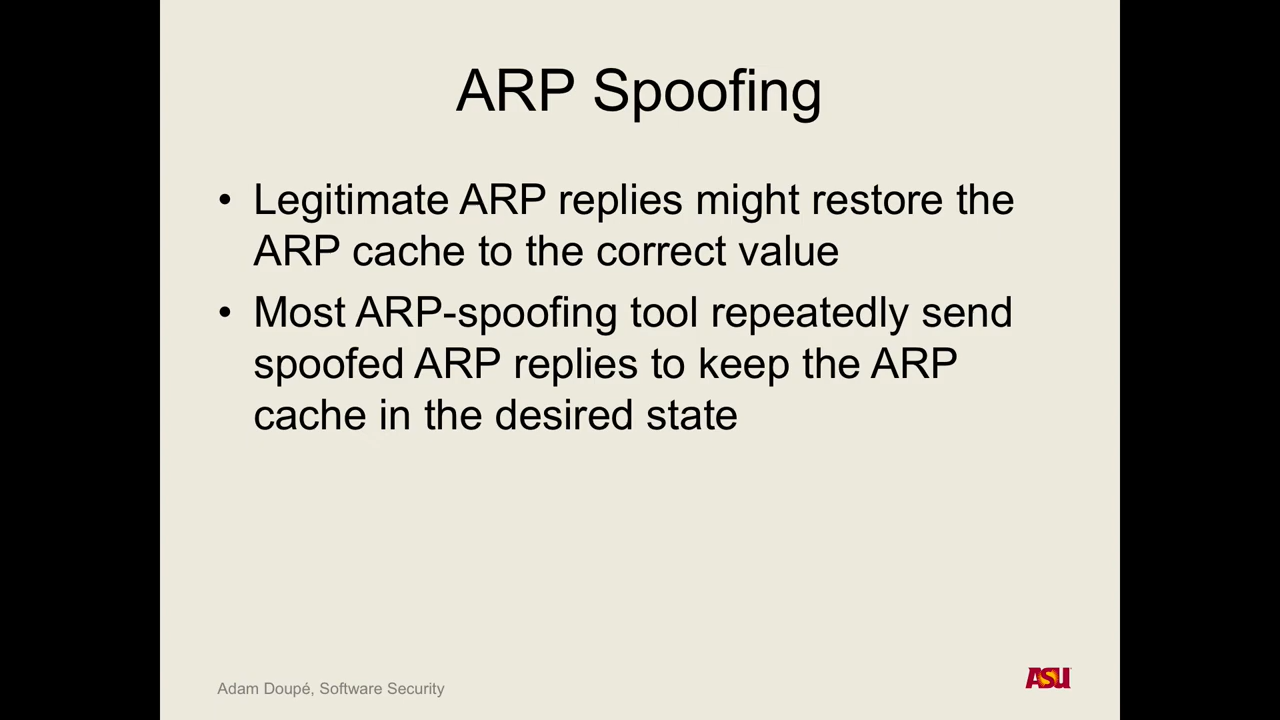 ARP Spoofing
• Legitimate ARP replies might restore the
ARP cache to the correct value
• Most ARP-spoofing tool repeatedly send
spoofed ARP replies to keep the ARP
cache in the desired state
Adam Doupé, Software Security
ASU